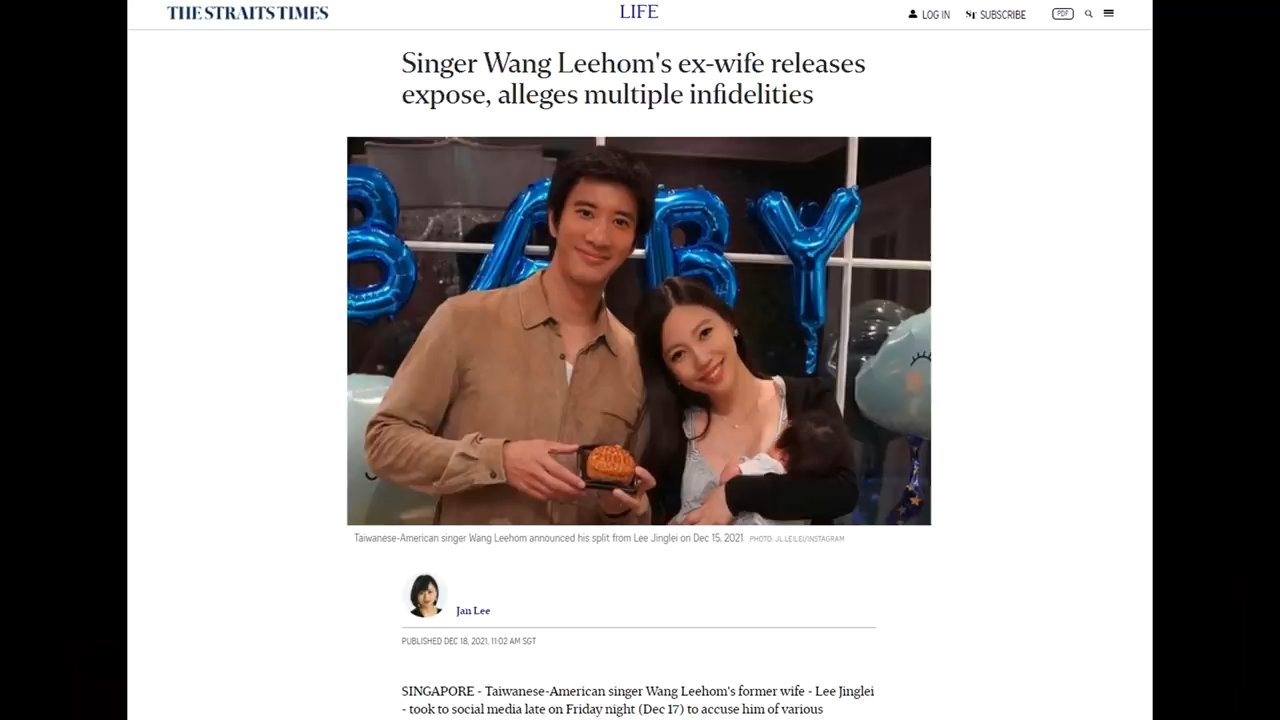 THE STRAITS TIMES
LIFE
LOG IN
ST SUBSCRIBE
PDF
Singer Wang Leehom's ex-wife releases
expose, alleges multiple infidelities
BABY
Taiwanese-American singer Wang Leehom announced his split from Lee Jinglei on Dec 15, 2021. PHOTO: JL.LEILEI/INSTAGRAM
Jan Lee
PUBLISHED DEC 18, 2021, 11:02 AM SGT
SINGAPORE - Taiwanese-American singer Wang Leehom's former wife - Lee Jinglei
- took to social media late on Friday night (Dec 17) to accuse him of various